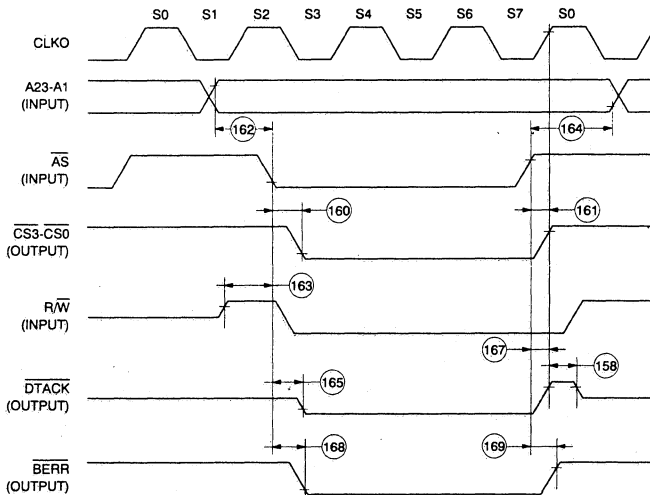 S0 S1 S2 S3 S4 S5 S6 S7 S0
CLKO
A23-A1
(INPUT)
162
164
AS
(INPUT)
160
161
CS3-CS0
(OUTPUT)
163
R/W
(INPUT)
167
158
165
DTACK
(OUTPUT)
168
169
BERR
(OUTPUT)